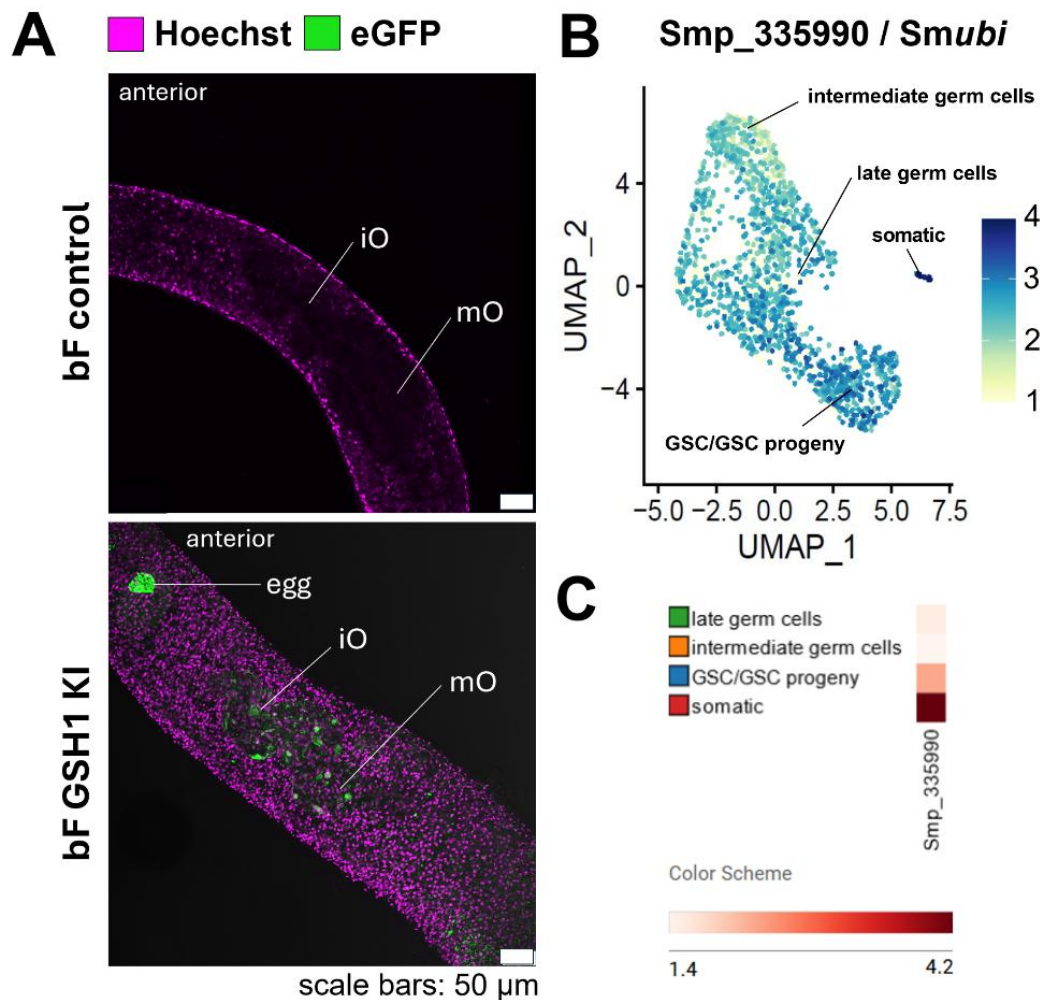 A
Hoechst eGFP
bF control
anterior
iO
mO
bF GSH1 KI
anterior
egg
iO
mO
scale bars: 50 µm
B
Smp_335990 / Smubi
UMAP_2
4
0
−4
intermediate germ cells
late germ cells
somatic
GSC/GSC progeny
4
3
2
1
−5.0 −2.5 0.0 2.5 5.0 7.5
UMAP_1
C
late germ cells
intermediate germ cells
GSC/GSC progeny
somatic
Smp_335990
Color Scheme
1.4 4.2